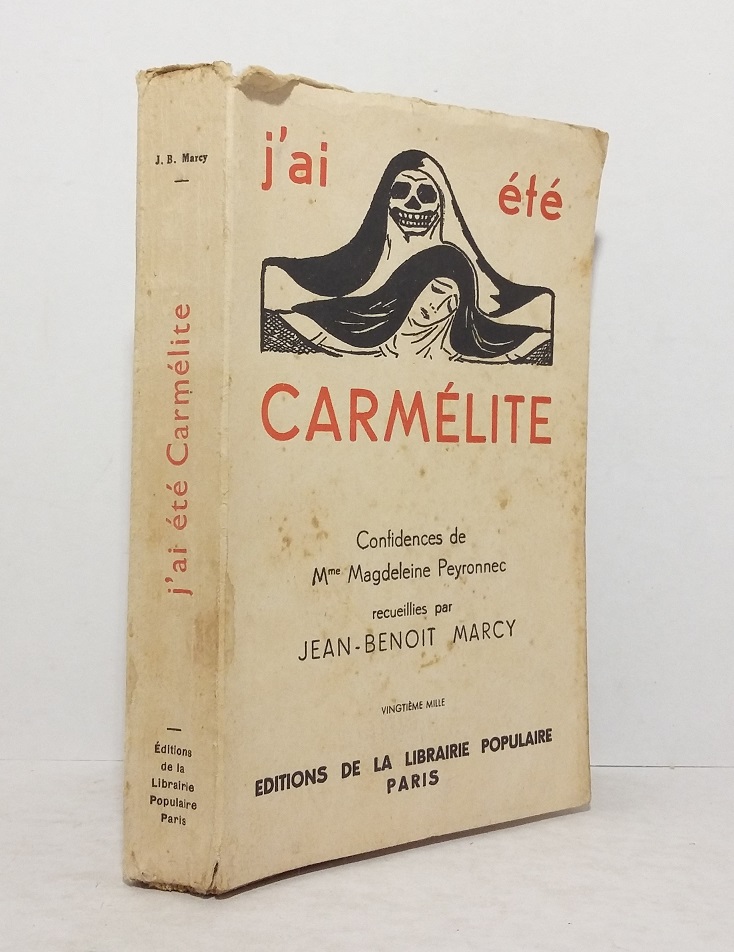 J. B. Marcy
j'ai été Carmélite
Éditions
de la
Librairie
Populaire
Paris
j'ai été
CARMÉLITE
Confidences de
Mme Magdeleine Peyronnec
recueillies par
JEAN-BENOIT MARCY
VINGTIÈME MILLE
EDITIONS DE LA LIBRAIRIE POPULAIRE
PARIS